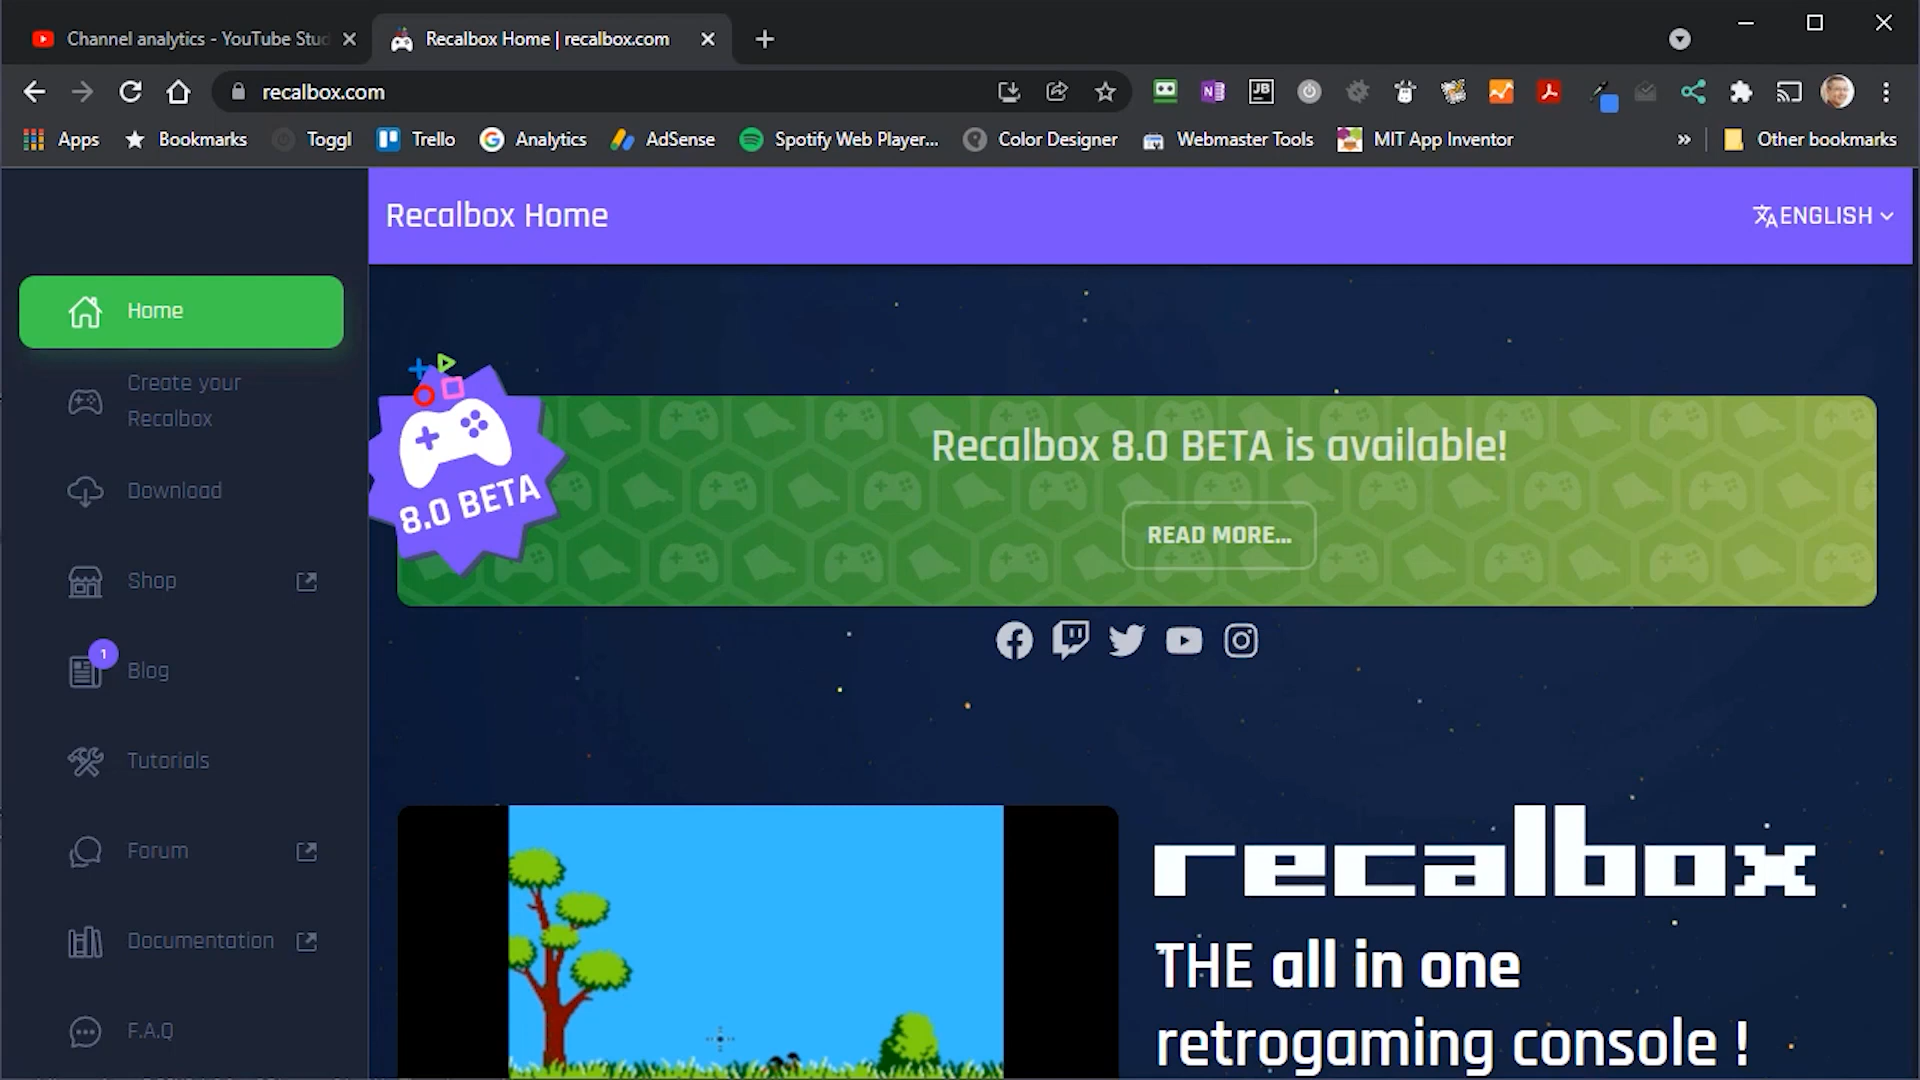 Channel analytics - YouTube Stud
Recalbox Home | recalbox.com
recalbox.com
Apps
Bookmarks
Toggl
Trello
Analytics
AdSense
Spotify Web Player...
Color Designer
Webmaster Tools
MIT App Inventor
Other bookmarks
Recalbox Home
ENGLISH
Home
Create your
Recalbox
Download
Shop
1
Blog
Tutorials
Forum
Documentation
F.A.Q
8.0 BETA
Recalbox 8.0 BETA is available!
READ MORE...
recalbox
THE all in one
retrogaming console !